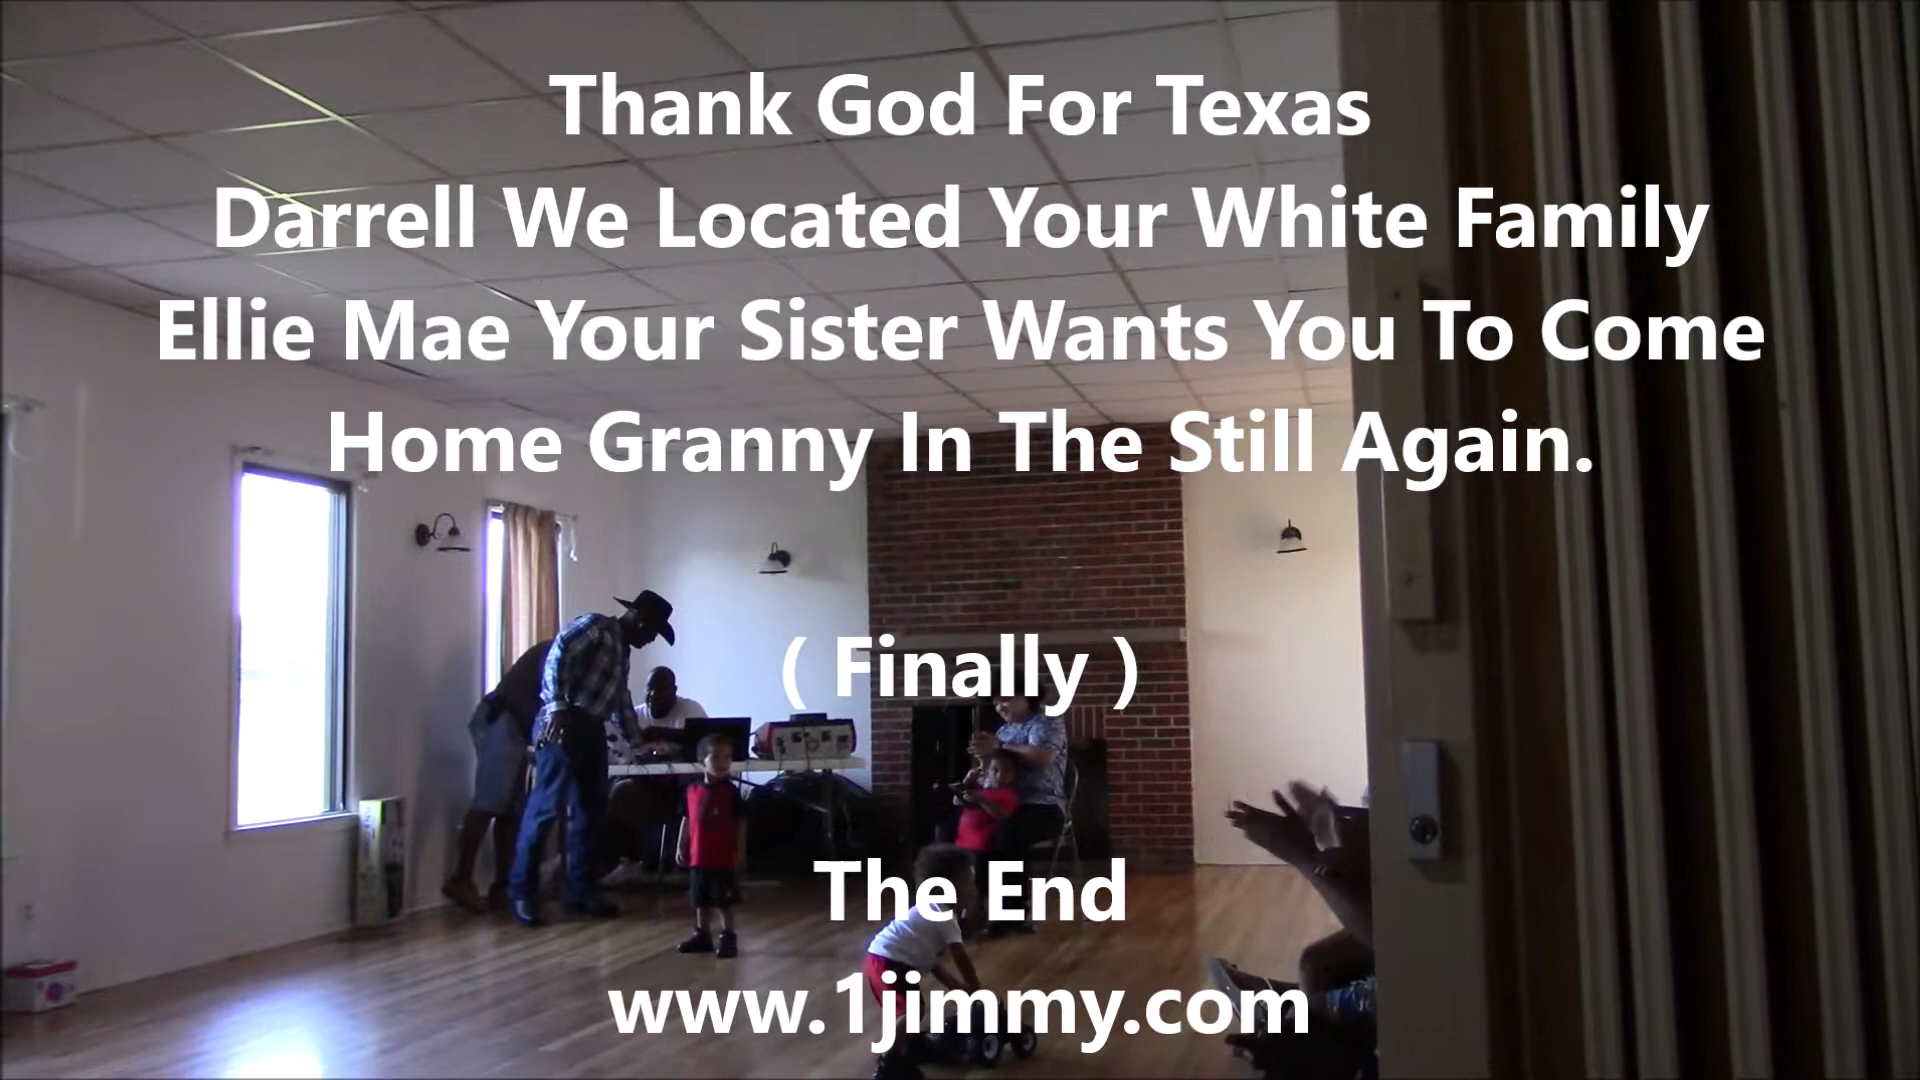 Thank God For Texas
Darrell We Located Your White Family
Ellie Mae Your Sister Wants You To Come
Home Granny In The Still Again.
( Finally )
The End
www.1jimmy.com